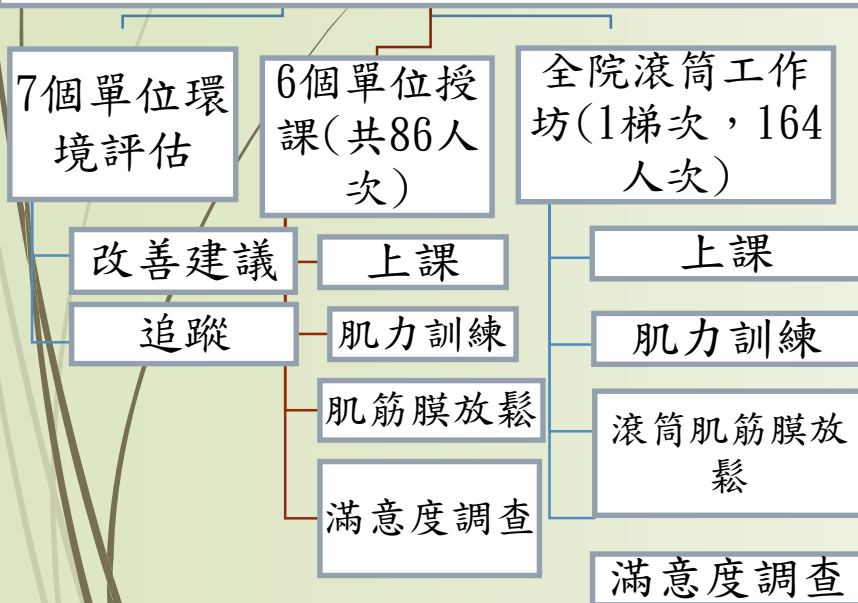 7個單位環
境評估
改善建議
追蹤
6個單位授
課(共86人
次)
上課
肌力訓練
肌筋膜放鬆
滿意度調查
全院滾筒工作
坊(1梯次，164
人次)
上課
肌力訓練
滾筒肌筋膜放
鬆
滿意度調查